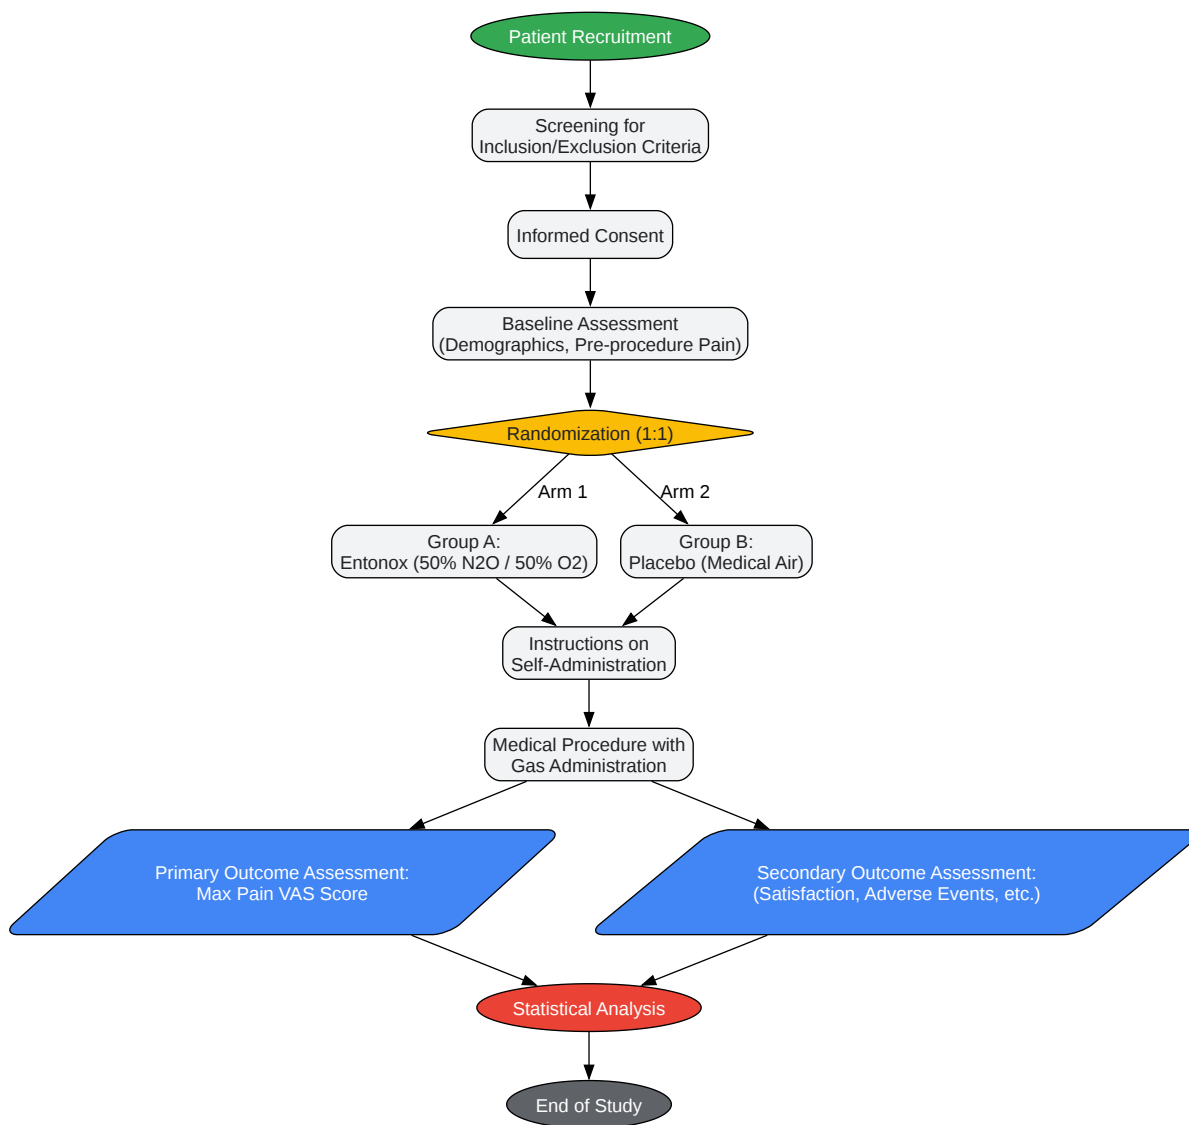 Patient Recruitment
Screening for
Inclusion/Exclusion Criteria
Informed Consent
Baseline Assessment
(Demographics, Pre-procedure Pain)
Randomization (1:1)
Arm 1
Arm 2
Group A:
Entonox (50% N2O / 50% O2)
Group B:
Placebo (Medical Air)
Instructions on
Self-Administration
Medical Procedure with
Gas Administration
Primary Outcome Assessment:
Max Pain VAS Score
Secondary Outcome Assessment:
(Satisfaction, Adverse Events, etc.)
Statistical Analysis
End of Study